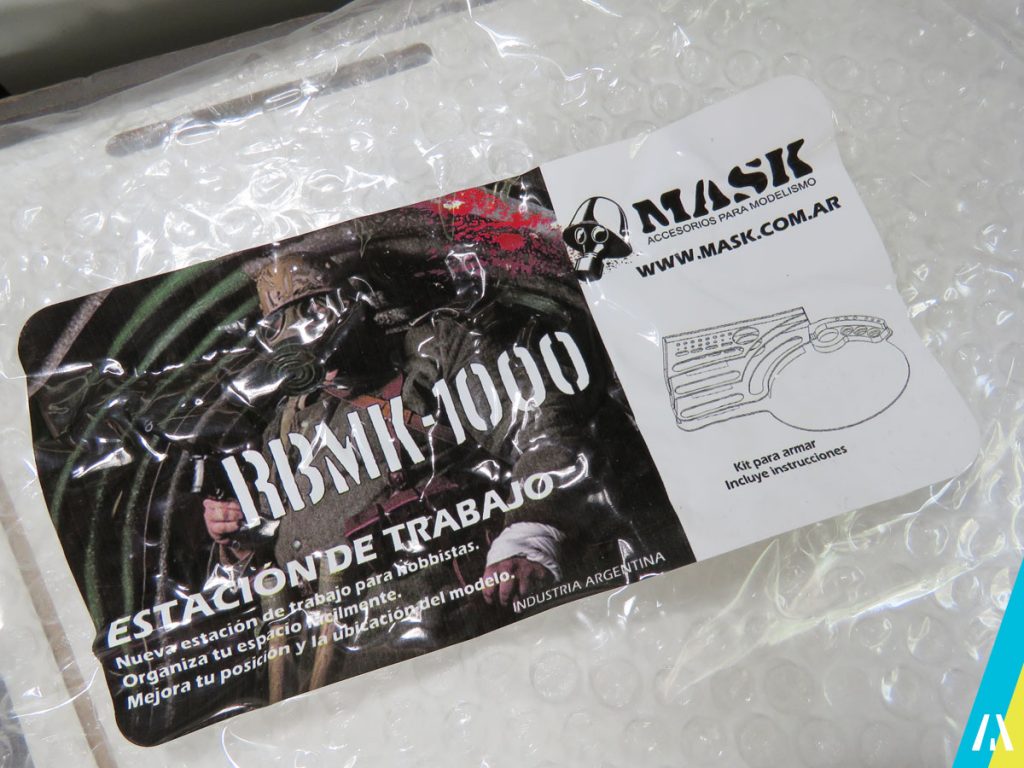 MASK
ACCESORIOS PARA MODELISMO
WWW.MASK.COM.AR
RBMK-1000
ESTACIÓN DE TRABAJO
Nueva estación de trabajo para hobbistas.
Organiza tu espacio fácilmente.
Mejora tu posición y la ubicación del modelo.
INDUSTRIA ARGENTINA
Kit para armar
Incluye instrucciones